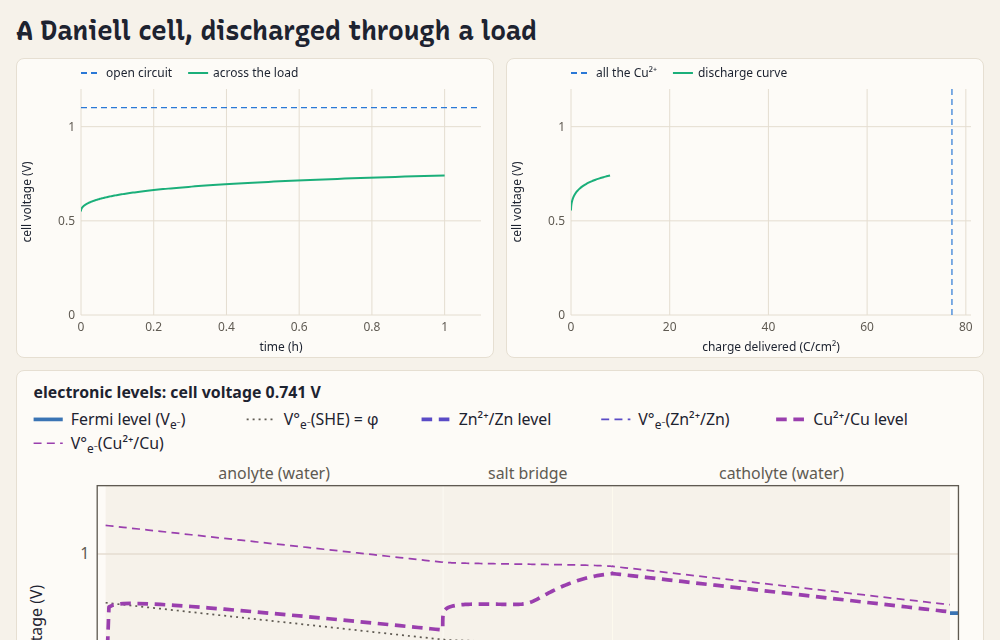 A Daniell cell, discharged through a load
open circuit across the load
all the Cu²⁺ discharge curve
cell voltage (V)
1
0.5
0
0 0.2 0.4 0.6 0.8 1
time (h)
cell voltage (V)
1
0.5
0
0 20 40 60 80
charge delivered (C/cm²)
electronic levels: cell voltage 0.741 V
Fermi level (Vₑ-) V°ₑ-(SHE) = φ Zn²⁺/Zn level V°ₑ-(Zn²⁺/Zn) Cu²⁺/Cu level
V°ₑ-(Cu²⁺/Cu)
anolyte (water) salt bridge catholyte (water)
1
tage (V)